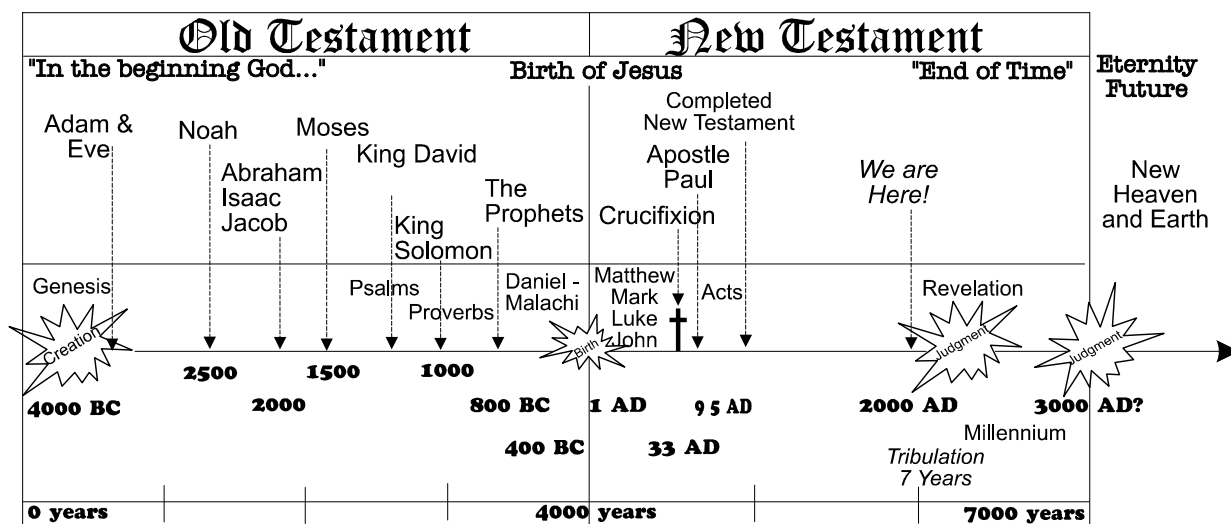 Old Testament
New Testament
"In the beginning God..."
Birth of Jesus
"End of Time"
Eternity
Future
Adam &
Eve
Noah
Abraham
Isaac
Jacob
Moses
King David
King
Solomon
The
Prophets
Crucifixion
Completed
New Testament
Apostle
Paul
We are
Here!
New
Heaven
and Earth
Genesis
Psalms
Proverbs
Daniel -
Malachi
Matthew
Mark
Luke
John
Acts
Revelation
Creation
Birth
Judgment
Judgment
4000 BC
2500
2000
1500
1000
800 BC
400 BC
1 AD
33 AD
95 AD
2000 AD
3000 AD?
Millennium
Tribulation
7 Years
0 years
4000 years
7000 years